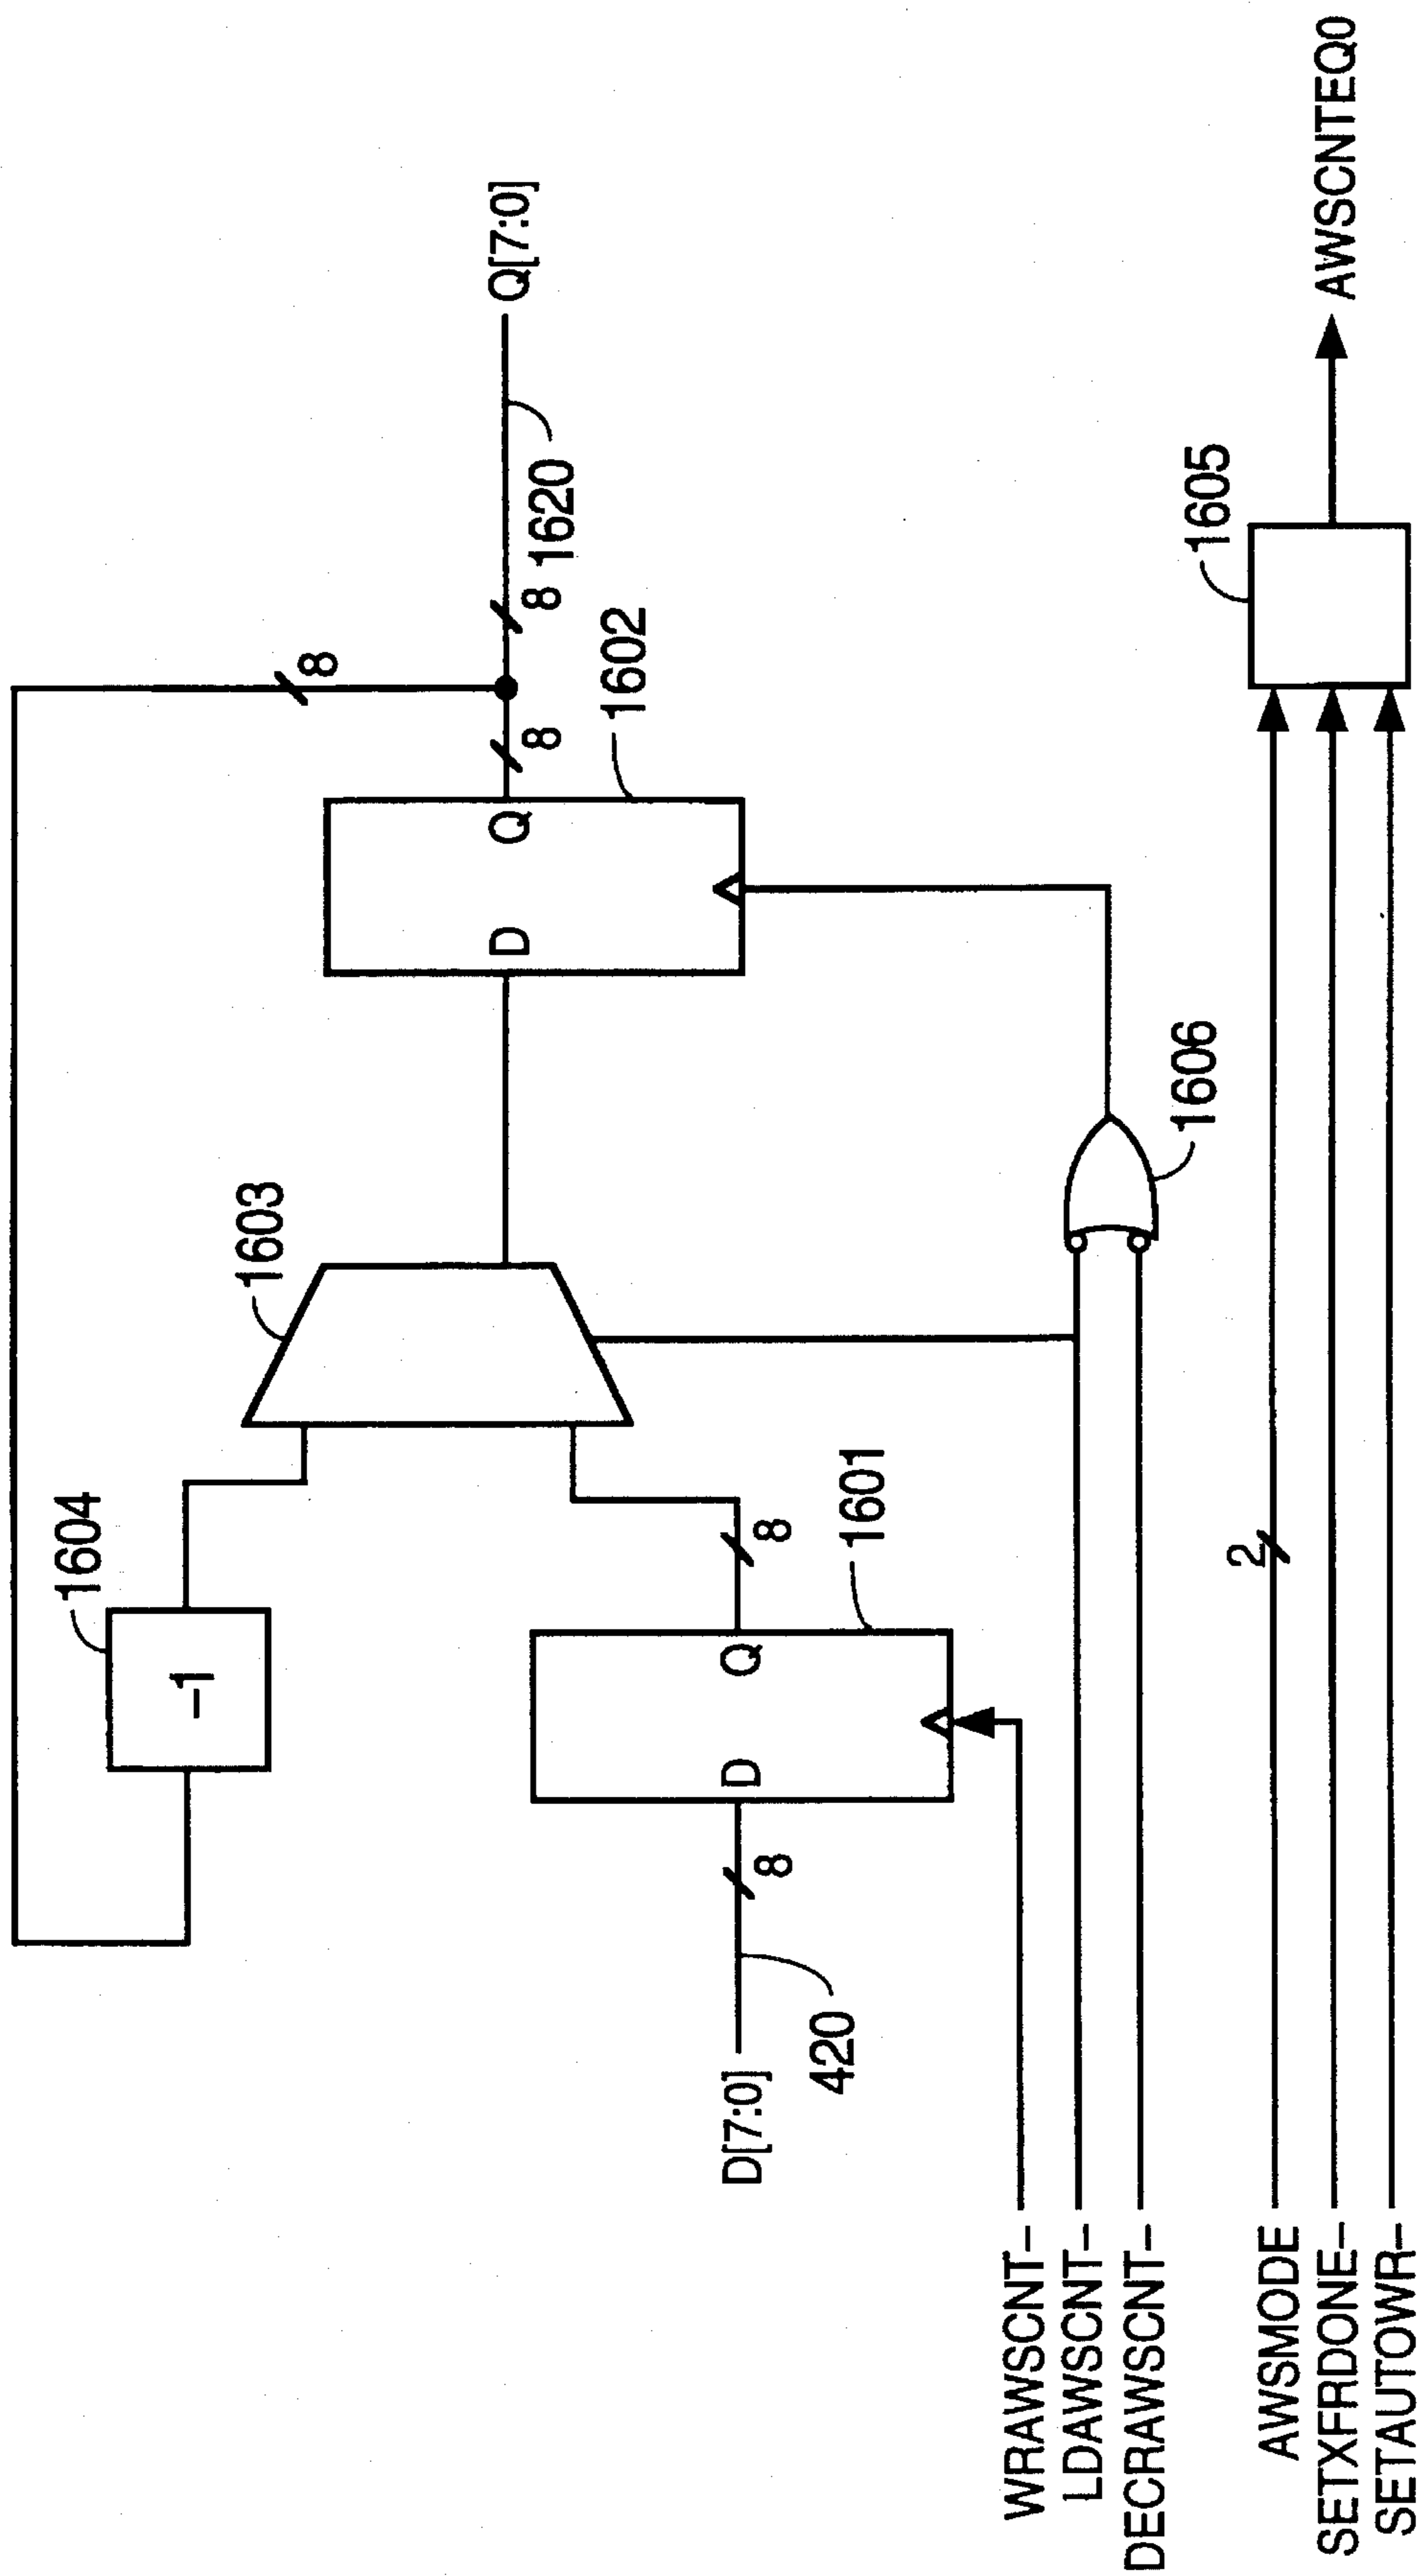 1604
-1
1603
8
Q[7:0]
8
8
1620
D
Q
1602
D[7:0]
420
8
D
Q
8
1601
WRAWSCNT-
LDAWSCNT-
DECRAWSCNT-
1606
AWSMODE
2
SETXFRDONE-
SETAUTOWR-
1605
AWSCNTEQ0